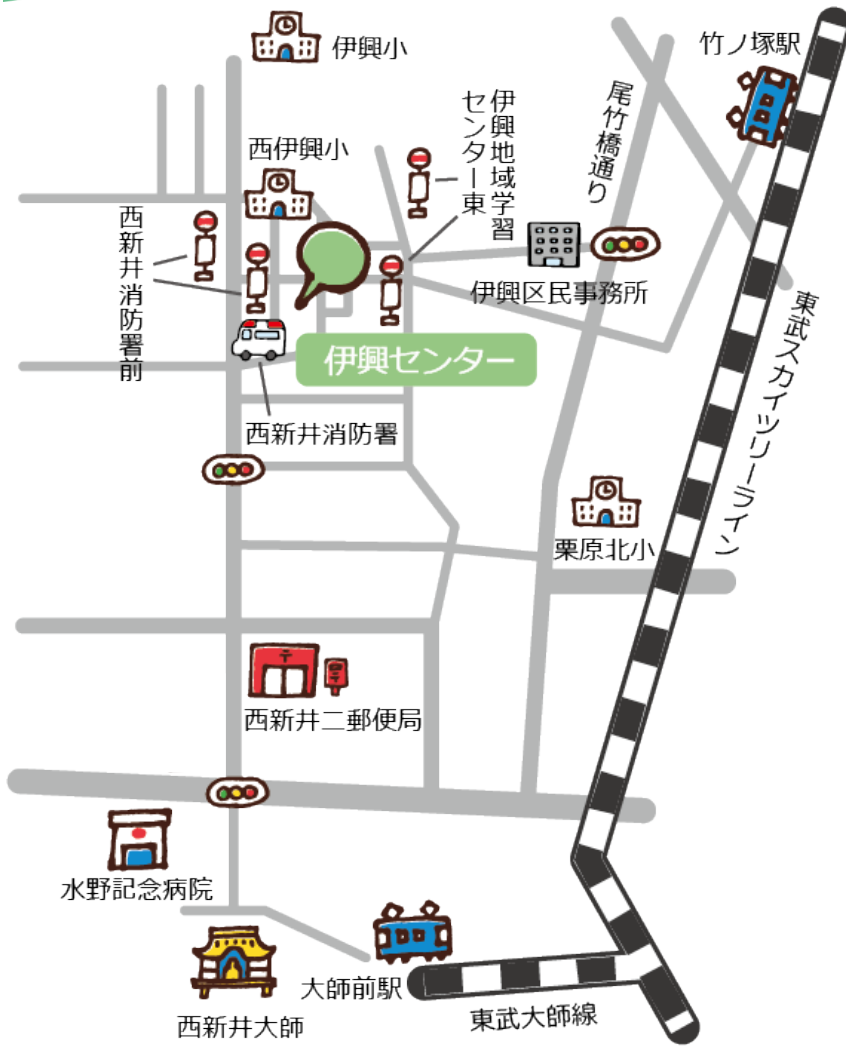 伊興小
竹ノ塚駅
尾竹橋通り
伊興地域学習
センター東
西伊興小
西新井消防署前
伊興区民事務所
東武スカイツリーライン
伊興センター
西新井消防署
栗原北小
〒
西新井二郵便局
水野記念病院
大師前駅
東武大師線
西新井大師